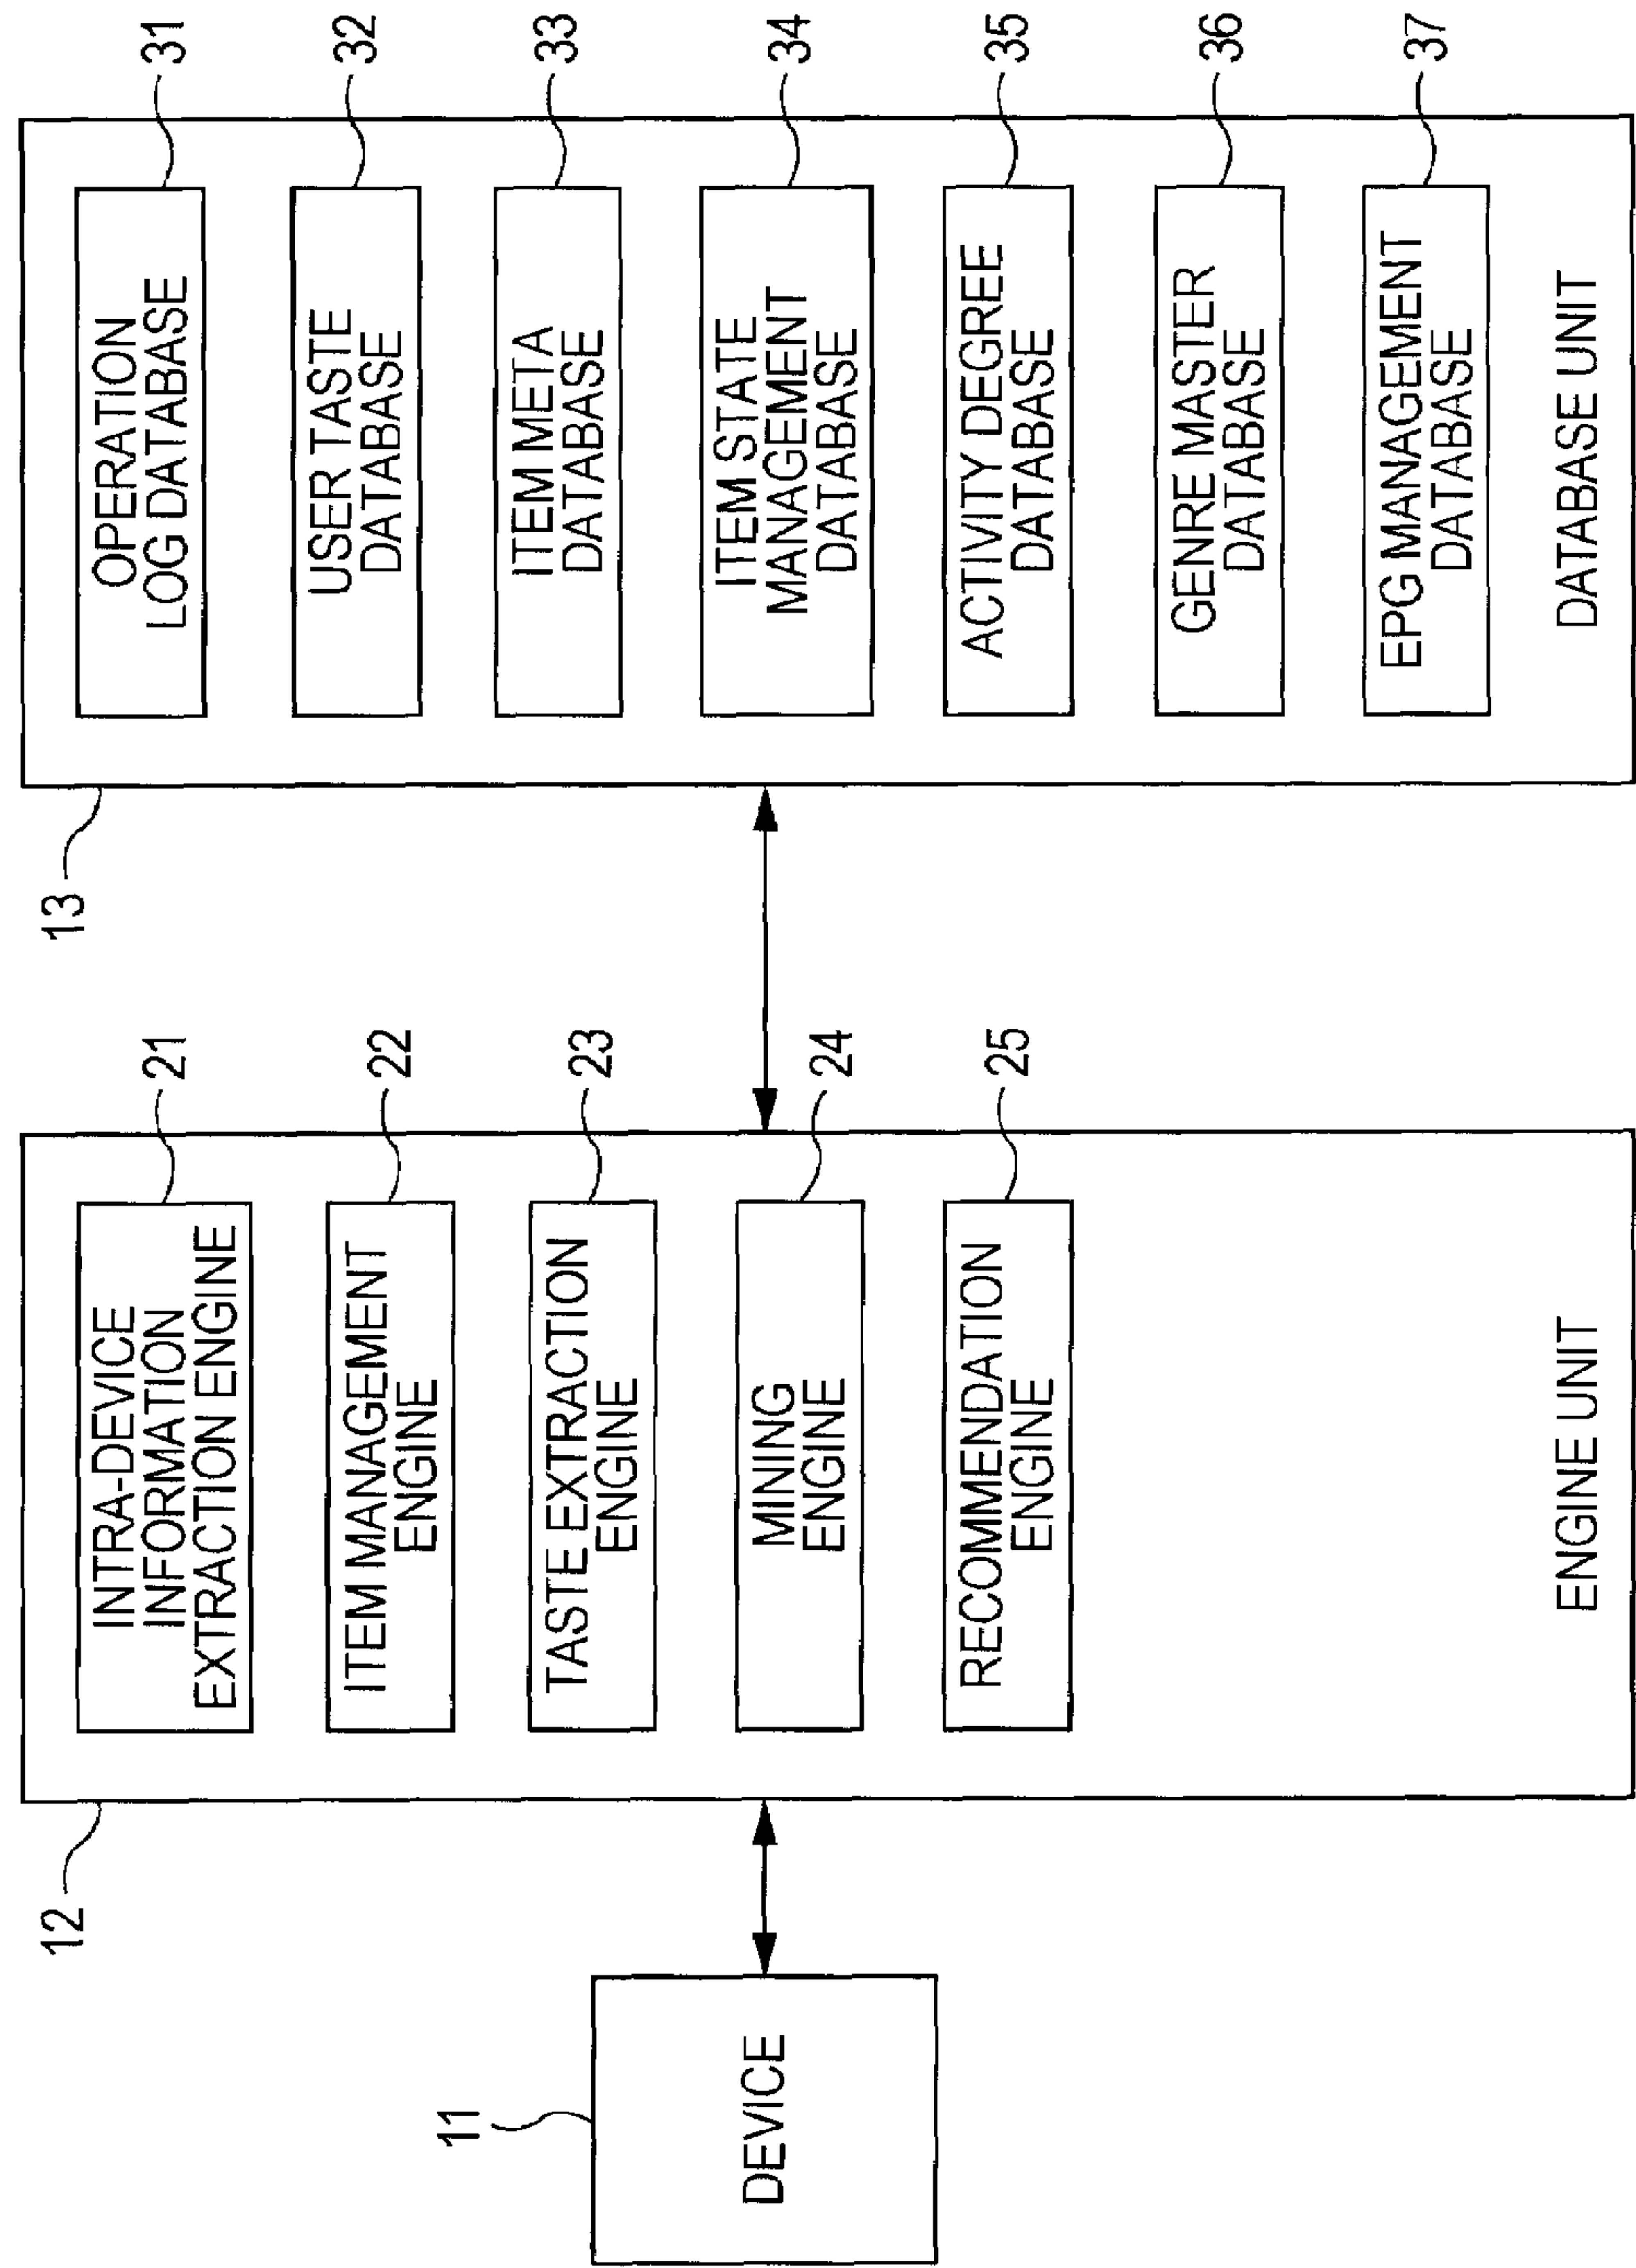 11
DEVICE
12
INTRA-DEVICE
INFORMATION
EXTRACTION ENGINE
21
ITEM MANAGEMENT
ENGINE
22
TASTE EXTRACTION
ENGINE
23
MINING
ENGINE
24
RECOMMENDATION
ENGINE
25
ENGINE UNIT
13
OPERATION
LOG DATABASE
31
USER TASTE
DATABASE
32
ITEM META
DATABASE
33
ITEM STATE
MANAGEMENT
DATABASE
34
ACTIVITY DEGREE
DATABASE
35
GENRE MASTER
DATABASE
36
EPG MANAGEMENT
DATABASE
37
DATABASE UNIT